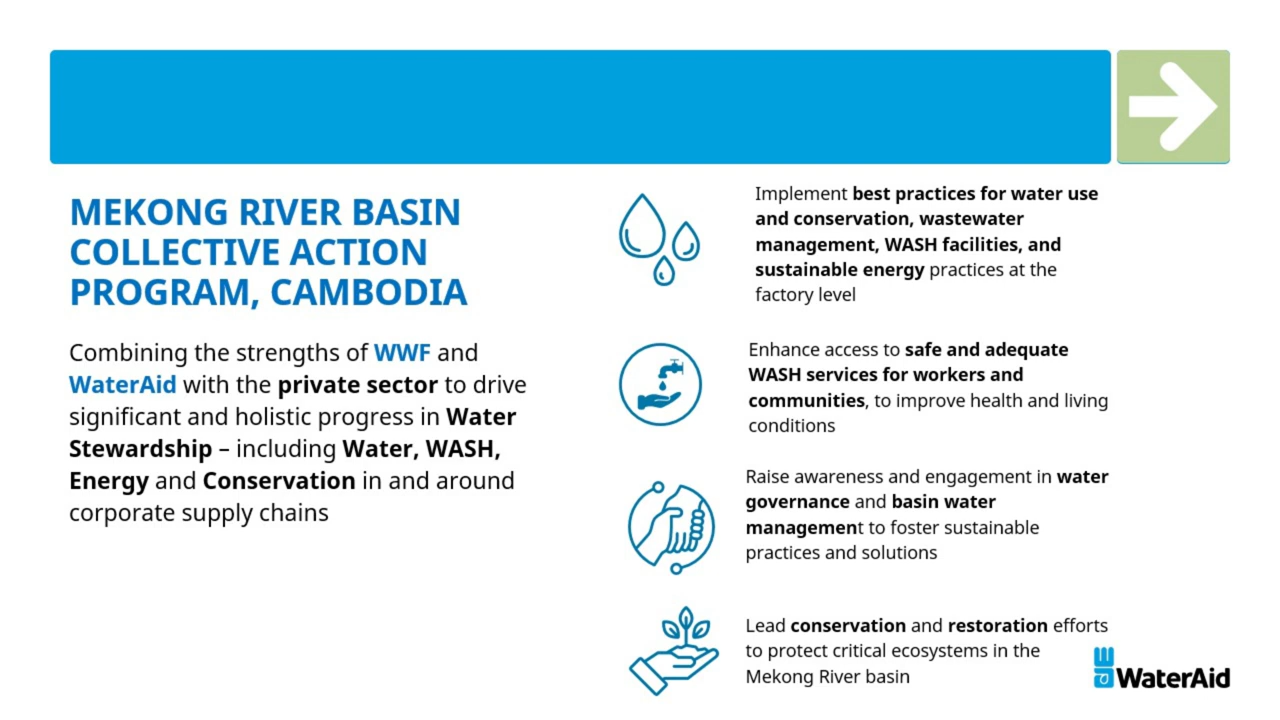 MEKONG RIVER BASIN
COLLECTIVE ACTION
PROGRAM, CAMBODIA
Combining the strengths of WWF and
WaterAid with the private sector to drive
significant and holistic progress in Water
Stewardship – including Water, WASH,
Energy and Conservation in and around
corporate supply chains
Implement best practices for water use
and conservation, wastewater
management, WASH facilities, and
sustainable energy practices at the
factory level
Enhance access to safe and adequate
WASH services for workers and
communities, to improve health and living
conditions
Raise awareness and engagement in water
governance and basin water
management to foster sustainable
practices and solutions
Lead conservation and restoration efforts
to protect critical ecosystems in the
Mekong River basin
WaterAid